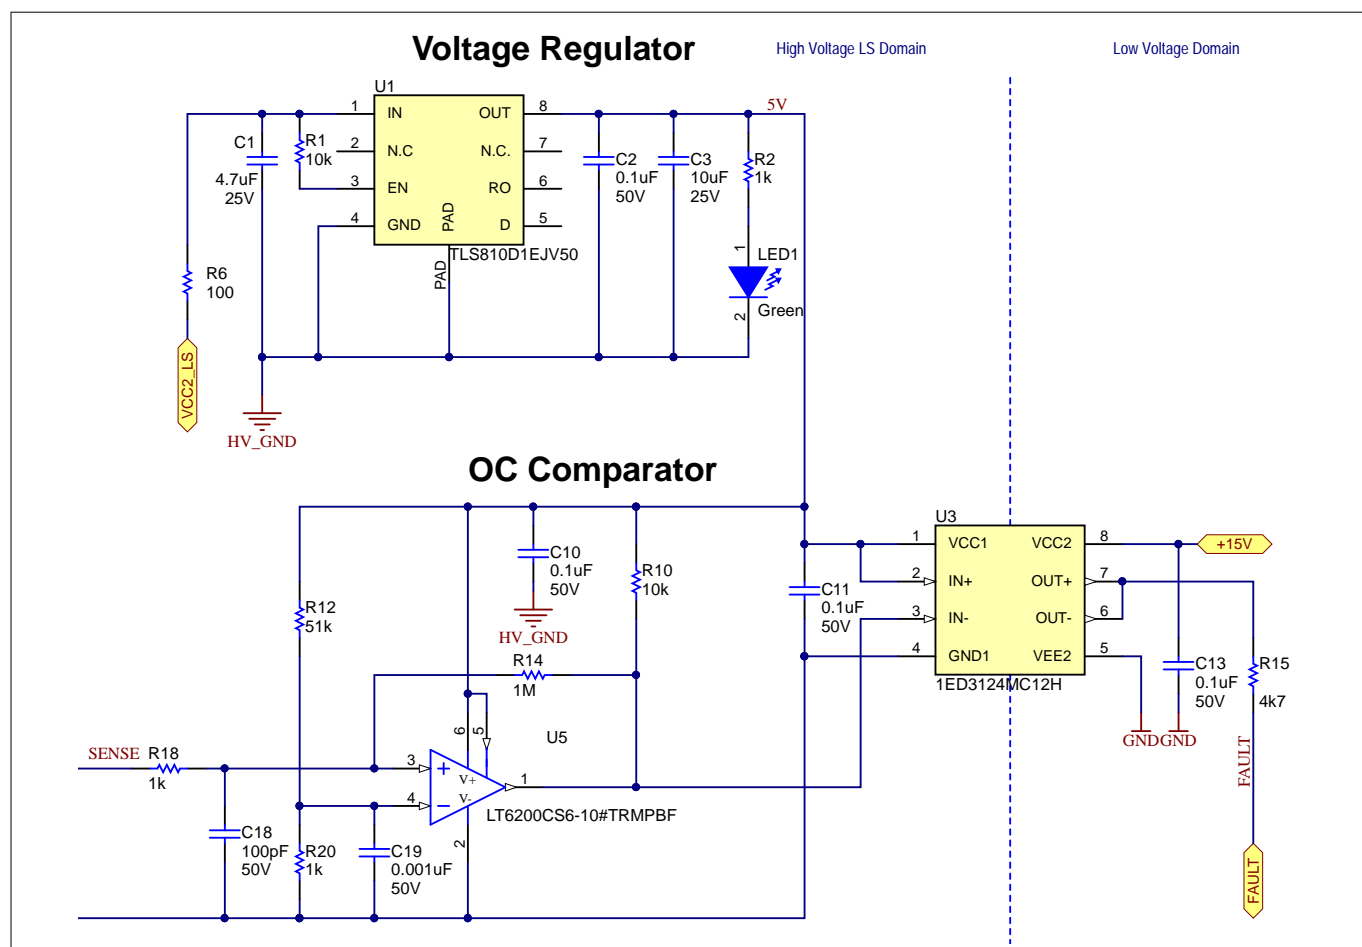 Voltage Regulator
High Voltage LS Domain
Low Voltage Domain
U1
1
IN
OUT
8
5V
2
N.C
N.C.
7
3
EN
RO
6
4
GND
PAD
D
5
TLS810D1EJV50
PAD
C1
4.7uF
25V
R1
10k
C2
0.1uF
50V
C3
10uF
25V
R2
1k
1
LED1
2
Green
R6
100
VCC2_LS
HV_GND
OC Comparator
R12
51k
C10
0.1uF
50V
HV_GND
R10
10k
R14
1M
C11
0.1uF
50V
U3
1
VCC1
VCC2
8
+15V
2
IN+
OUT+
7
3
IN-
OUT-
6
4
GND1
VEE2
5
1ED3124MC12H
C13
0.1uF
50V
R15
4k7
GND
GND
FAULT
FAULT
SENSE
R18
1k
6
5
U5
3
+
V+
1
4
−
V-
2
LT6200CS6-10#TRMPBF
C18
100pF
50V
R20
1k
C19
0.001uF
50V